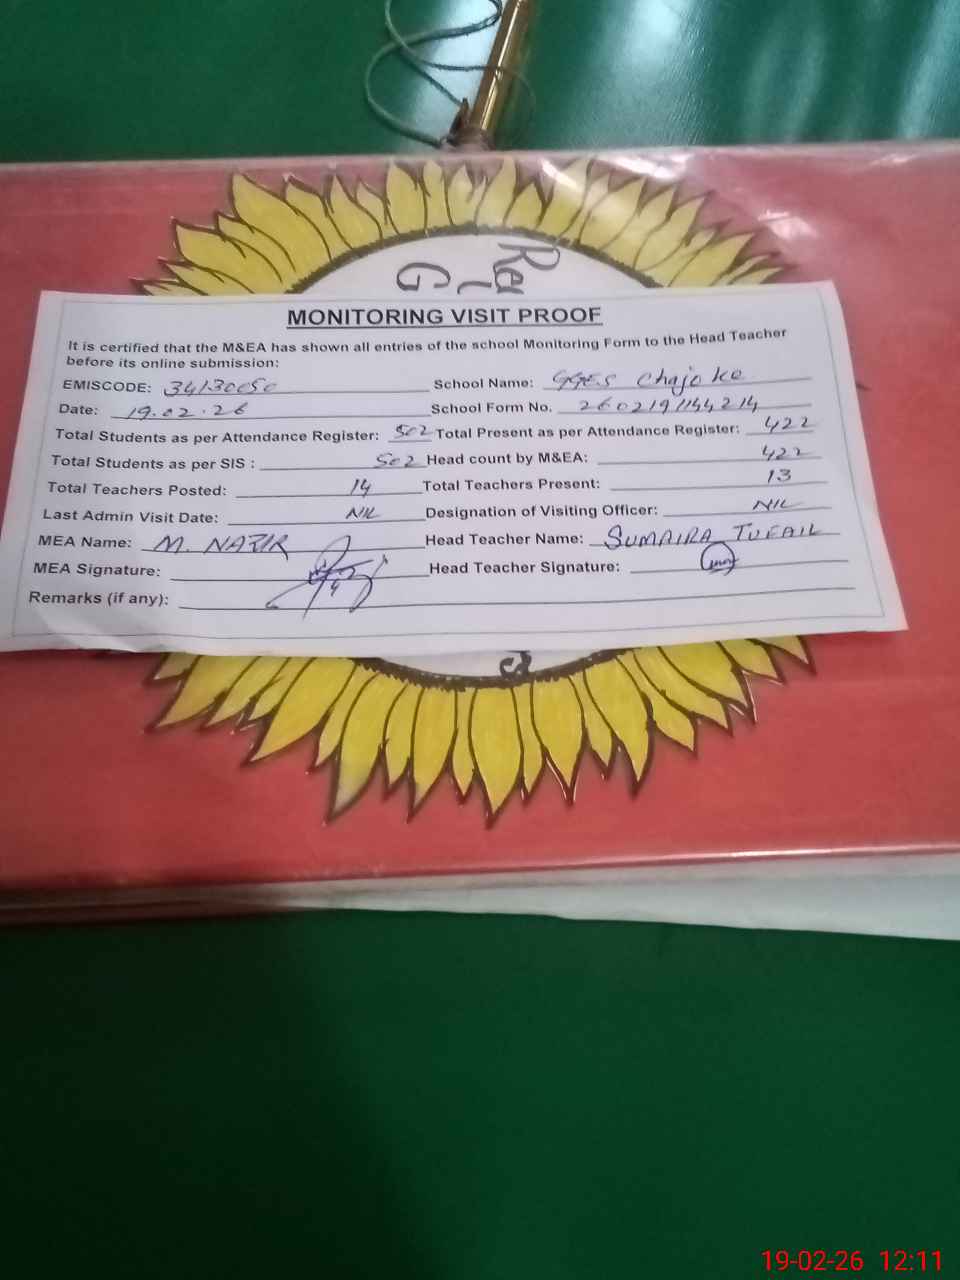 Re
G
MONITORING VISIT PROOF
It is certified that the M&EA has shown all entries of the school Monitoring Form to the Head Teacher
before its online submission:
EMISCODE: 34130050 School Name: GGES Chajoke
Date: 19.02.26 School Form No. 2602191144214
Total Students as per Attendance Register: 502 Total Present as per Attendance Register: 422
Total Students as per SIS : 502 Head count by M&EA: 422
Total Teachers Posted: 14 Total Teachers Present: 13
Last Admin Visit Date: NIL Designation of Visiting Officer: NIL
MEA Name: M. NAZIR Head Teacher Name: SUMAIRA TUFAIL
MEA Signature: Head Teacher Signature:
Remarks (if any):
19-02-26 12:11